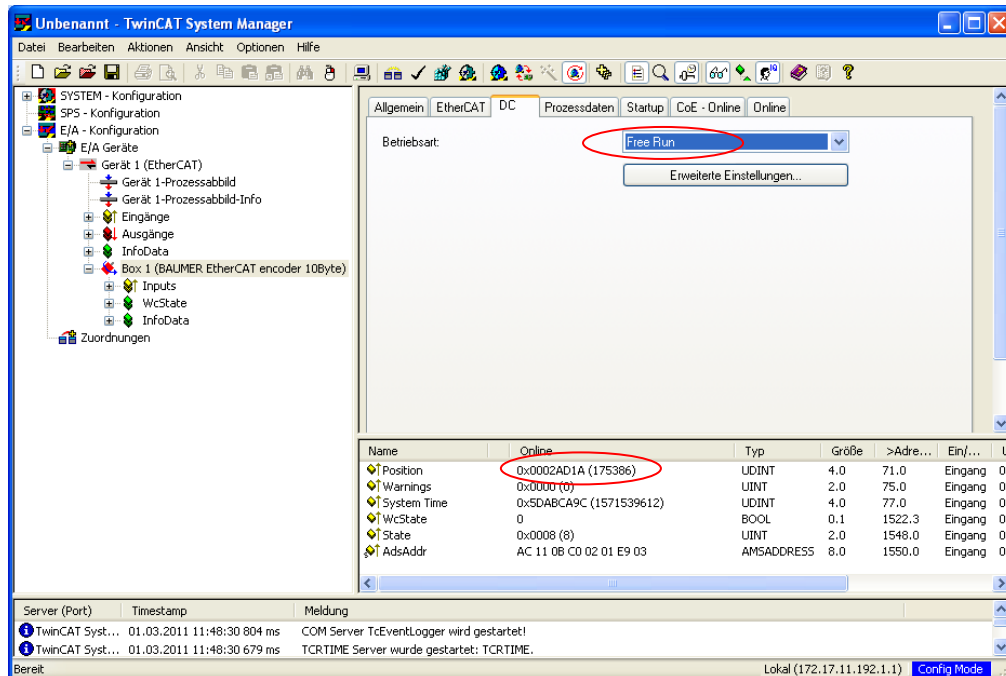 Unbenannt - TwinCAT System Manager
Datei Bearbeiten Aktionen Ansicht Optionen Hilfe
SYSTEM - Konfiguration
SPS - Konfiguration
E/A - Konfiguration
E/A Geräte
Gerät 1 (EtherCAT)
Gerät 1-Prozessabbild
Gerät 1-Prozessabbild-Info
Eingänge
Ausgänge
InfoData
Box 1 (BAUMER EtherCAT encoder 10Byte)
Inputs
WcState
InfoData
Zuordnungen
Allgemein EtherCAT DC Prozessdaten Startup CoE - Online Online
Betriebsart: Free Run
Erweiterte Einstellungen...
Name Online Typ Größe >Adre... Ein/...
Position 0x0002AD1A (175386) UDINT 4.0 71.0 Eingang 0
Warnings 0x0000 (0) UINT 2.0 75.0 Eingang 0
System Time 0x5DABCA9C (1571539612) UDINT 4.0 77.0 Eingang 0
WcState 0 BOOL 0.1 1522.3 Eingang 0
State 0x0008 (8) UINT 2.0 1548.0 Eingang 0
AdsAddr AC 11 0B C0 02 01 E9 03 AMSADDRESS 8.0 1550.0 Eingang 0
Server (Port) Timestamp Meldung
TwinCAT Syst... 01.03.2011 11:48:30 804 ms COM Server TcEventLogger wird gestartet!
TwinCAT Syst... 01.03.2011 11:48:30 679 ms TCRTIME Server wurde gestartet: TCRTIME.
Bereit Lokal (172.17.11.192.1.1) Config Mode